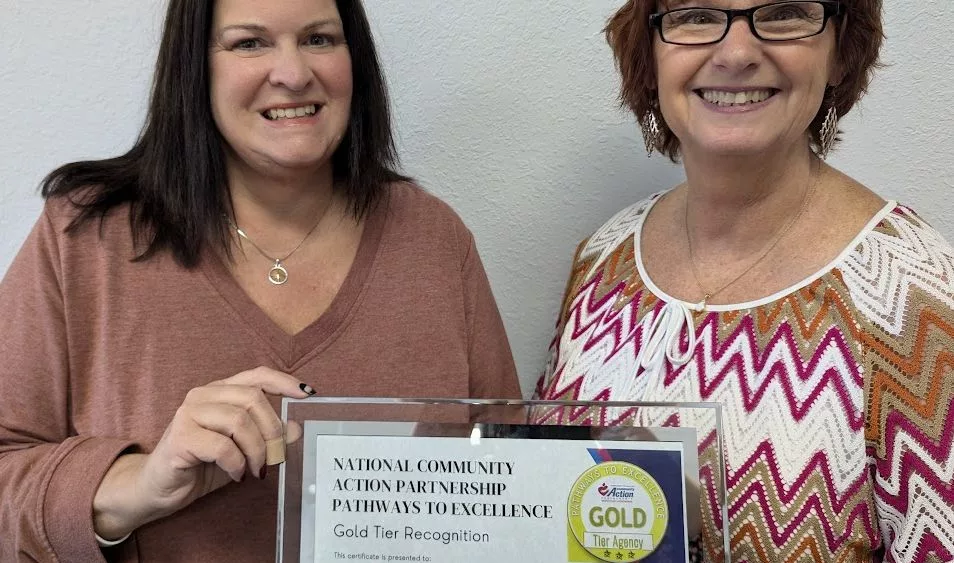 NATIONAL COMMUNITY
ACTION PARTNERSHIP
PATHWAYS TO EXCELLENCE
Gold Tier Recognition
This certificate is presented to:
PATHWAYS TO EXCELLENCE
Action
GOLD
Tier Agency